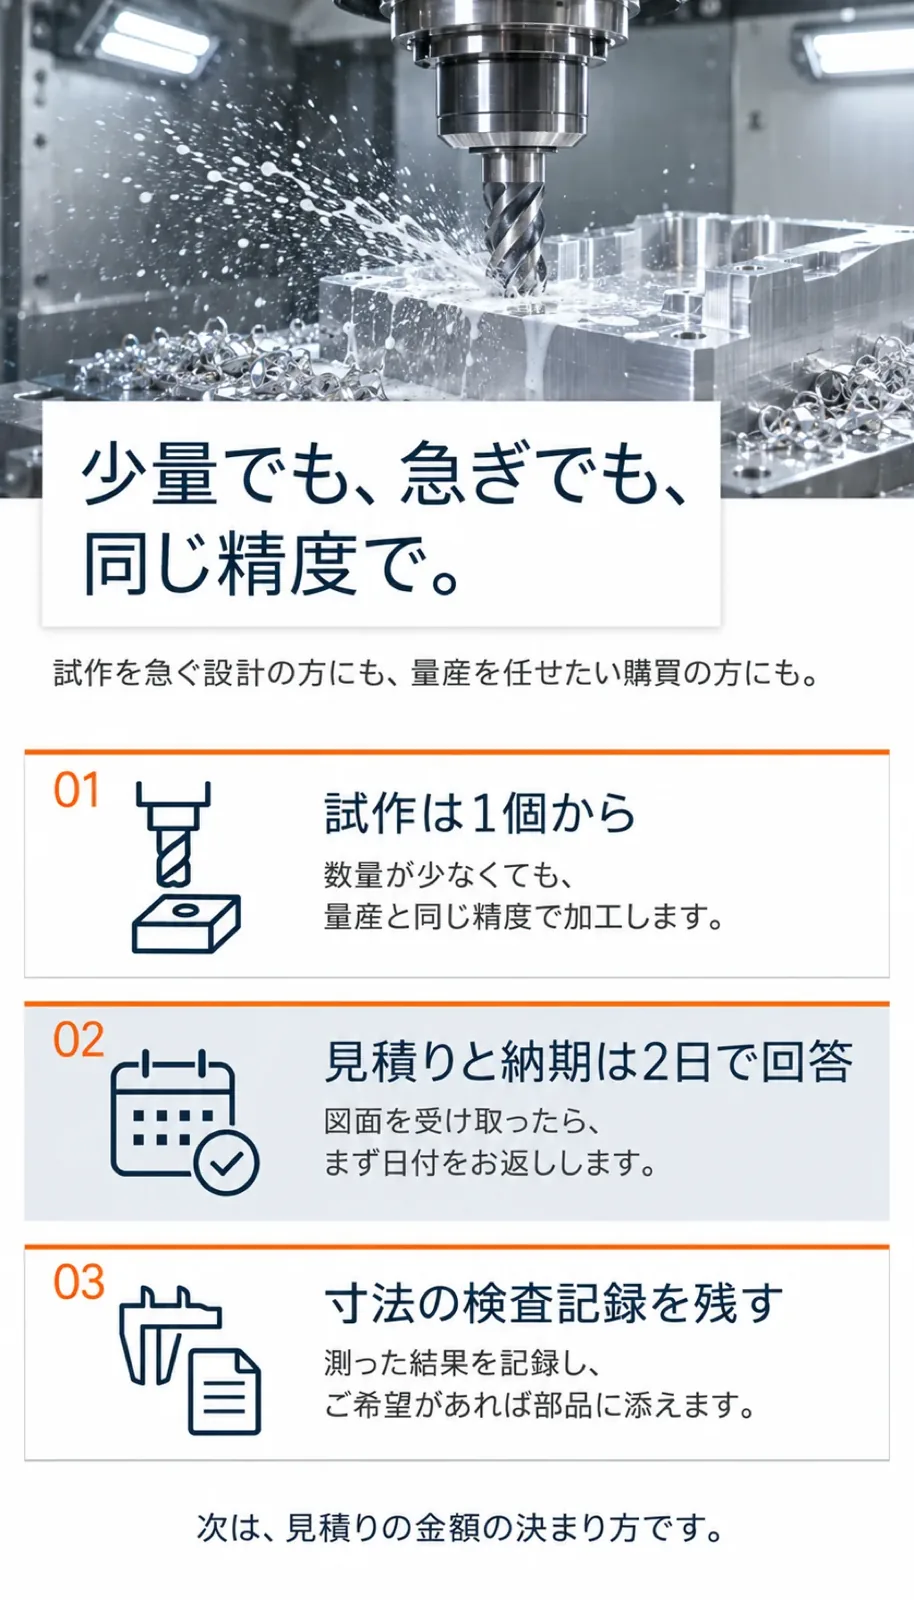 少量でも、急ぎでも、
同じ精度で。
試作を急ぐ設計の方にも、量産を任せたい購買の方にも。
01
試作は1個から
数量が少なくても、
量産と同じ精度で加工します。
02
見積りと納期は2日で回答
図面を受け取ったら、
まず日付をお返しします。
03
寸法の検査記録を残す
測った結果を記録し、
ご希望があれば部品に添えます。
次は、見積りの金額の決まり方です。